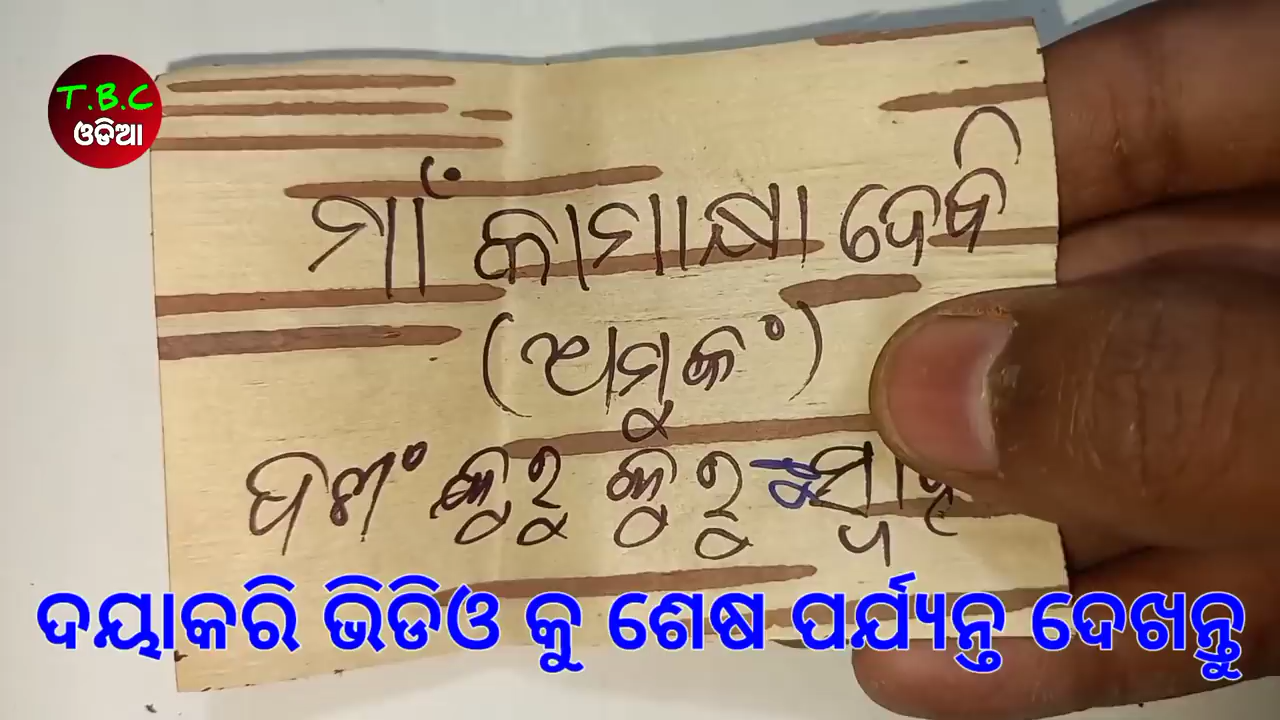 T.B.C
ଓଡିଆ
ମାଁ କାମାକ୍ଷା ଦେବି
(ଅମୁକଂ)
କୁରୁ କୁରୁ
ଦୟାକରି ଭିଡିଓ କୁ ଶେଷ ପର୍ଯ୍ୟନ୍ତ ଦେଖନ୍ତୁ